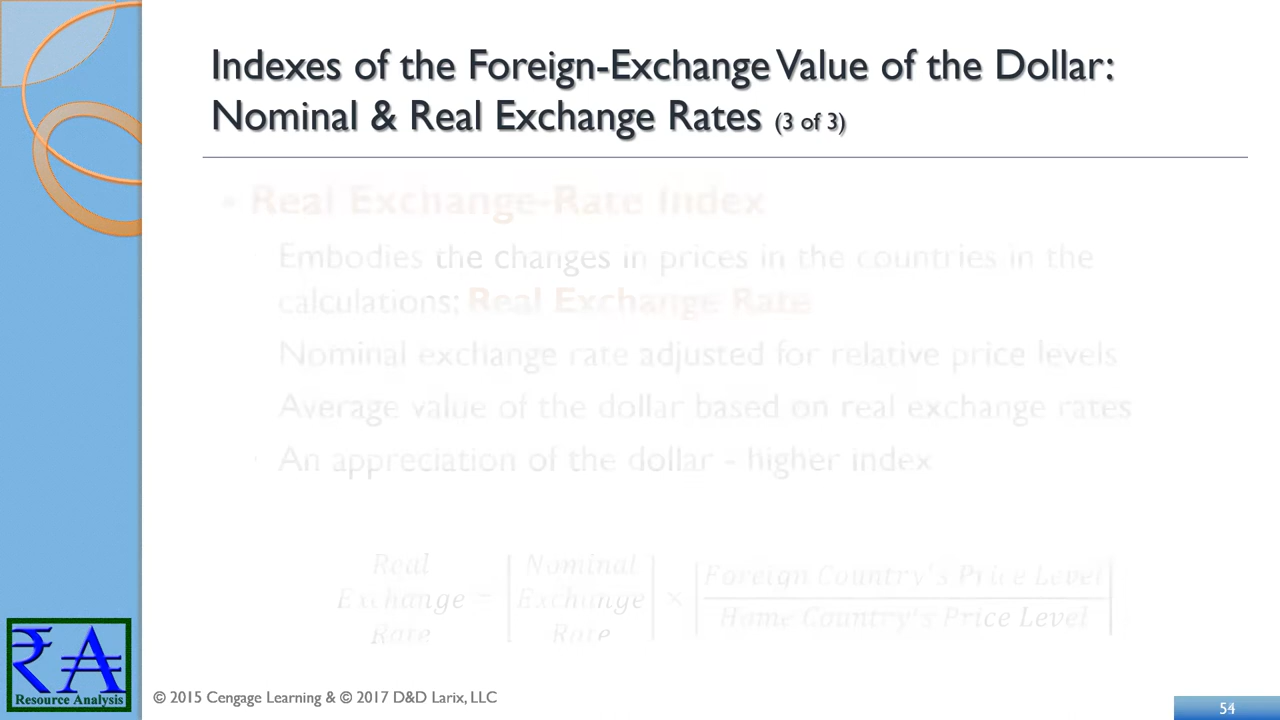 Indexes of the Foreign-Exchange Value of the Dollar:
Nominal & Real Exchange Rates (3 of 3)
• Real Exchange-Rate Index
Embodies the changes in prices in the countries in the
calculations; Real Exchange Rate
Nominal exchange rate adjusted for relative price levels
Average value of the dollar based on real exchange rates
An appreciation of the dollar - higher index
Real
Exchange
Rate
=
Nominal
Exchange
Rate
×
Foreign Country's Price Level
Home Country's Price Level
₹A
Resource Analysis
© 2015 Cengage Learning & © 2017 D&D Larix, LLC
54